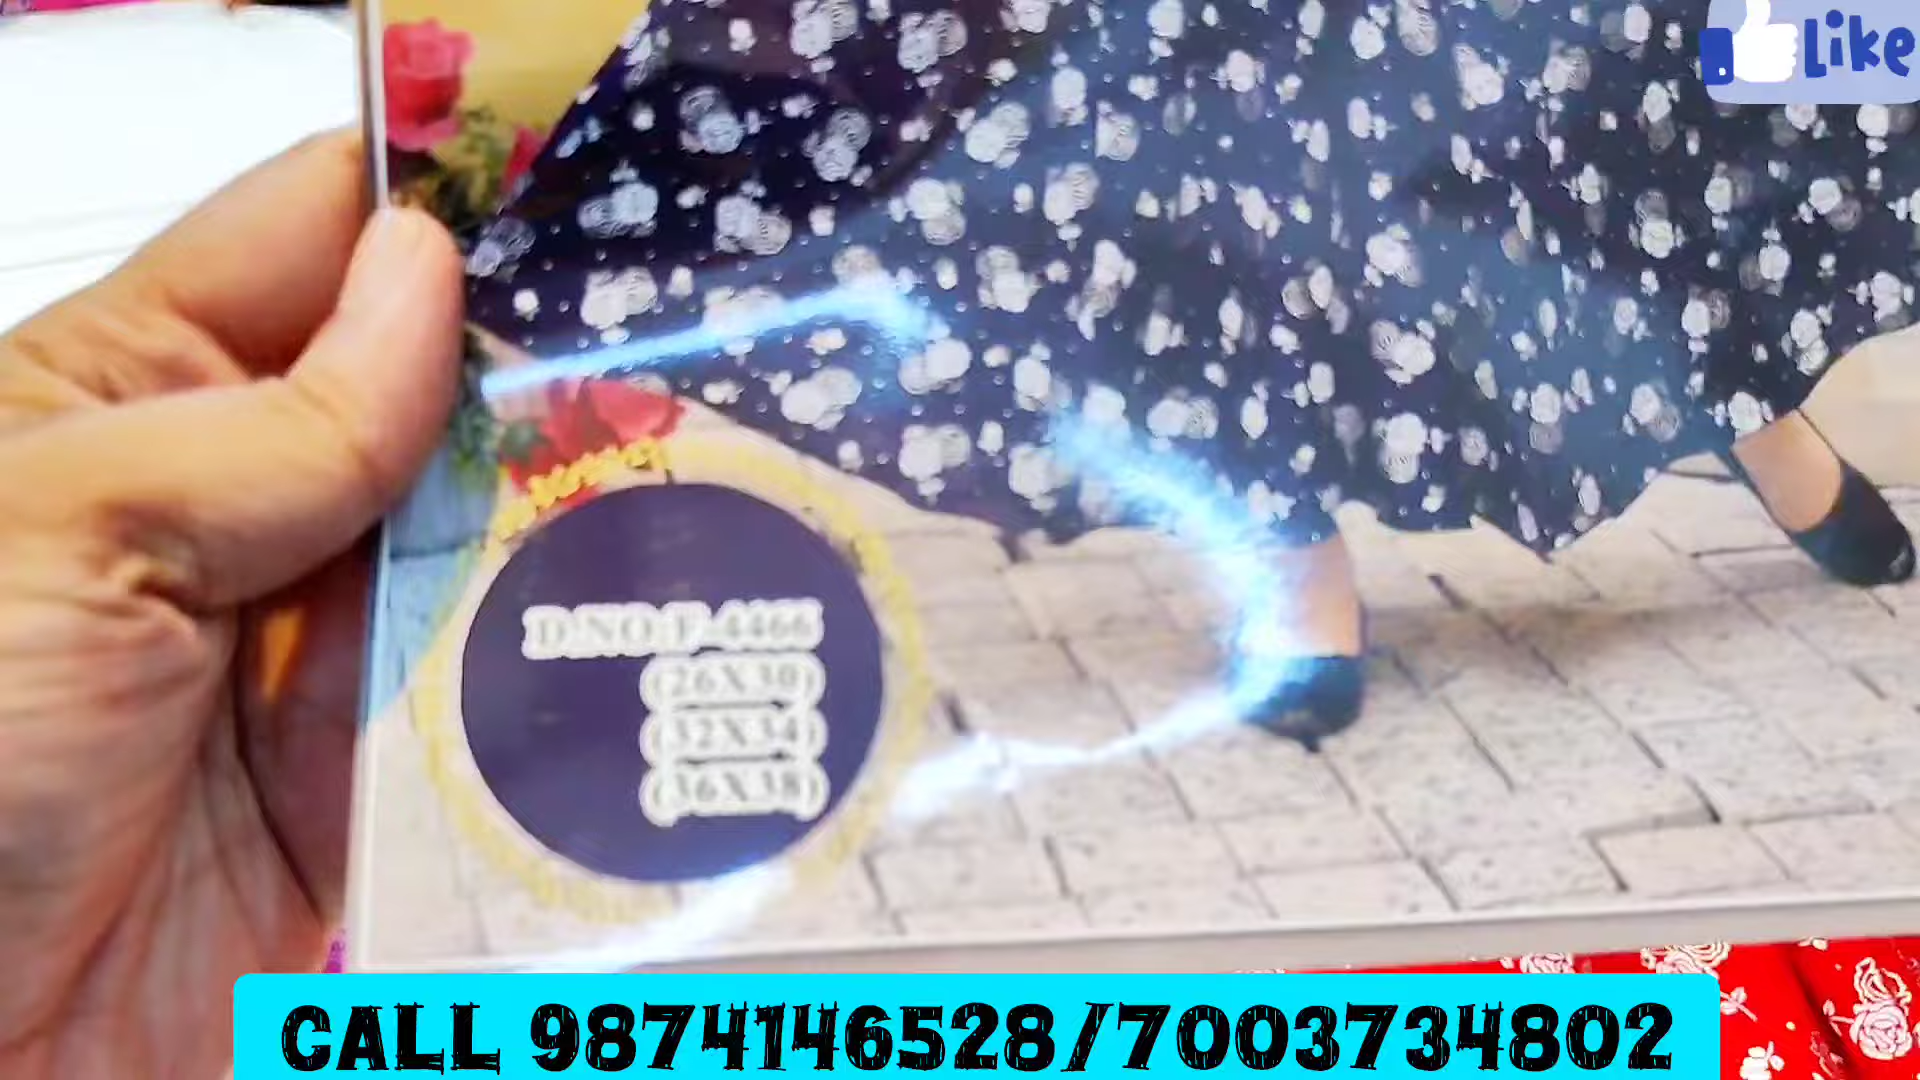 Like
D.NO:F-4466
(26X30)
(32X34)
(36X38)
CALL 9874146528/7003734802